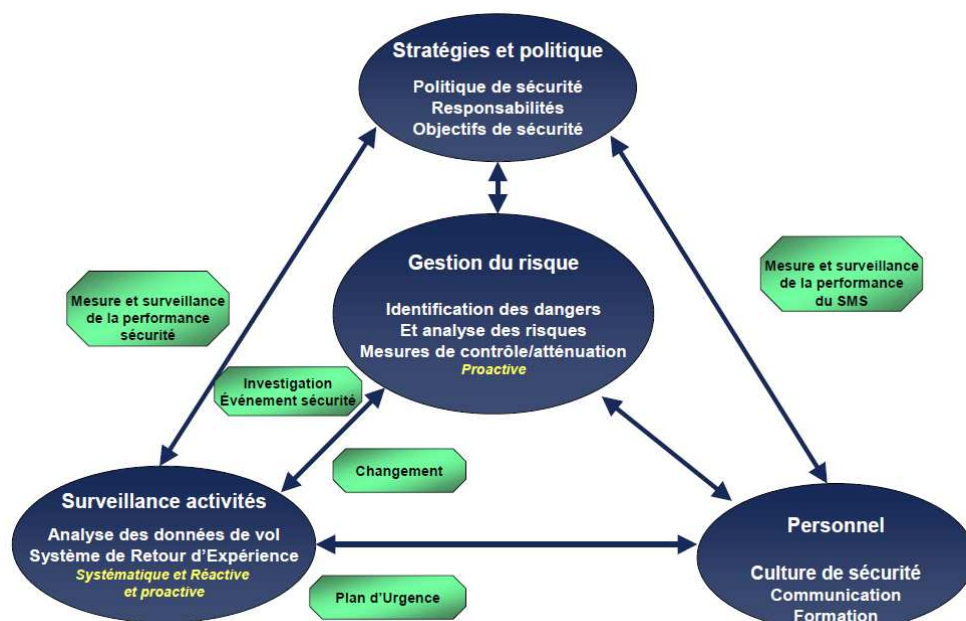 Stratégies et politique
Politique de sécurité
Responsabilités
Objectifs de sécurité
Gestion du risque
Identification des dangers
Et analyse des risques
Mesures de contrôle/atténuation
Proactive
Mesure et surveillance
de la performance
sécurité
Mesure et surveillance
de la performance
du SMS
Investigation
Événement sécurité
Changement
Surveillance activités
Analyse des données de vol
Système de Retour d’Expérience
Systématique et Réactive
et proactive
Plan d’Urgence
Personnel
Culture de sécurité
Communication
Formation